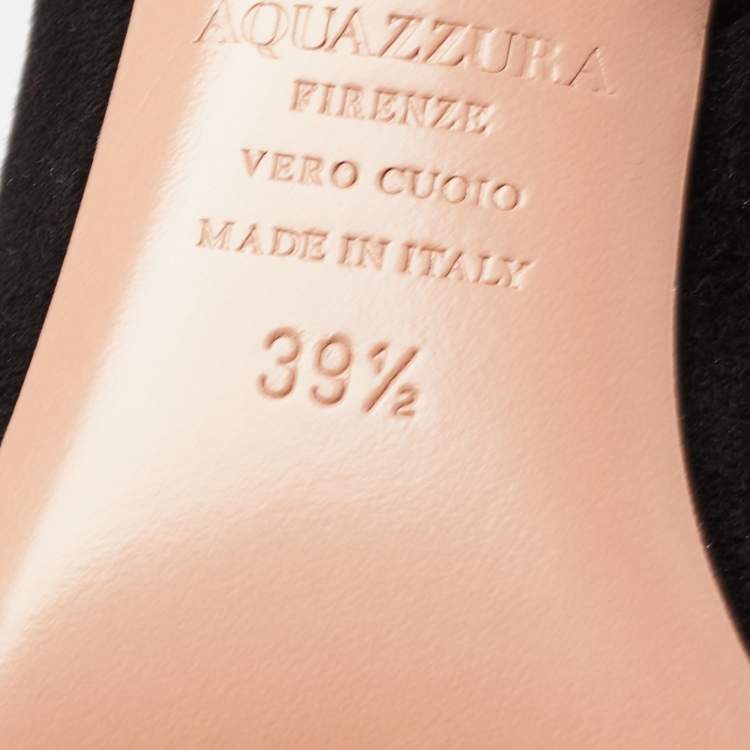 AQUAZZURA
FIRENZE
VERO CUOIO
MADE IN ITALY
39½